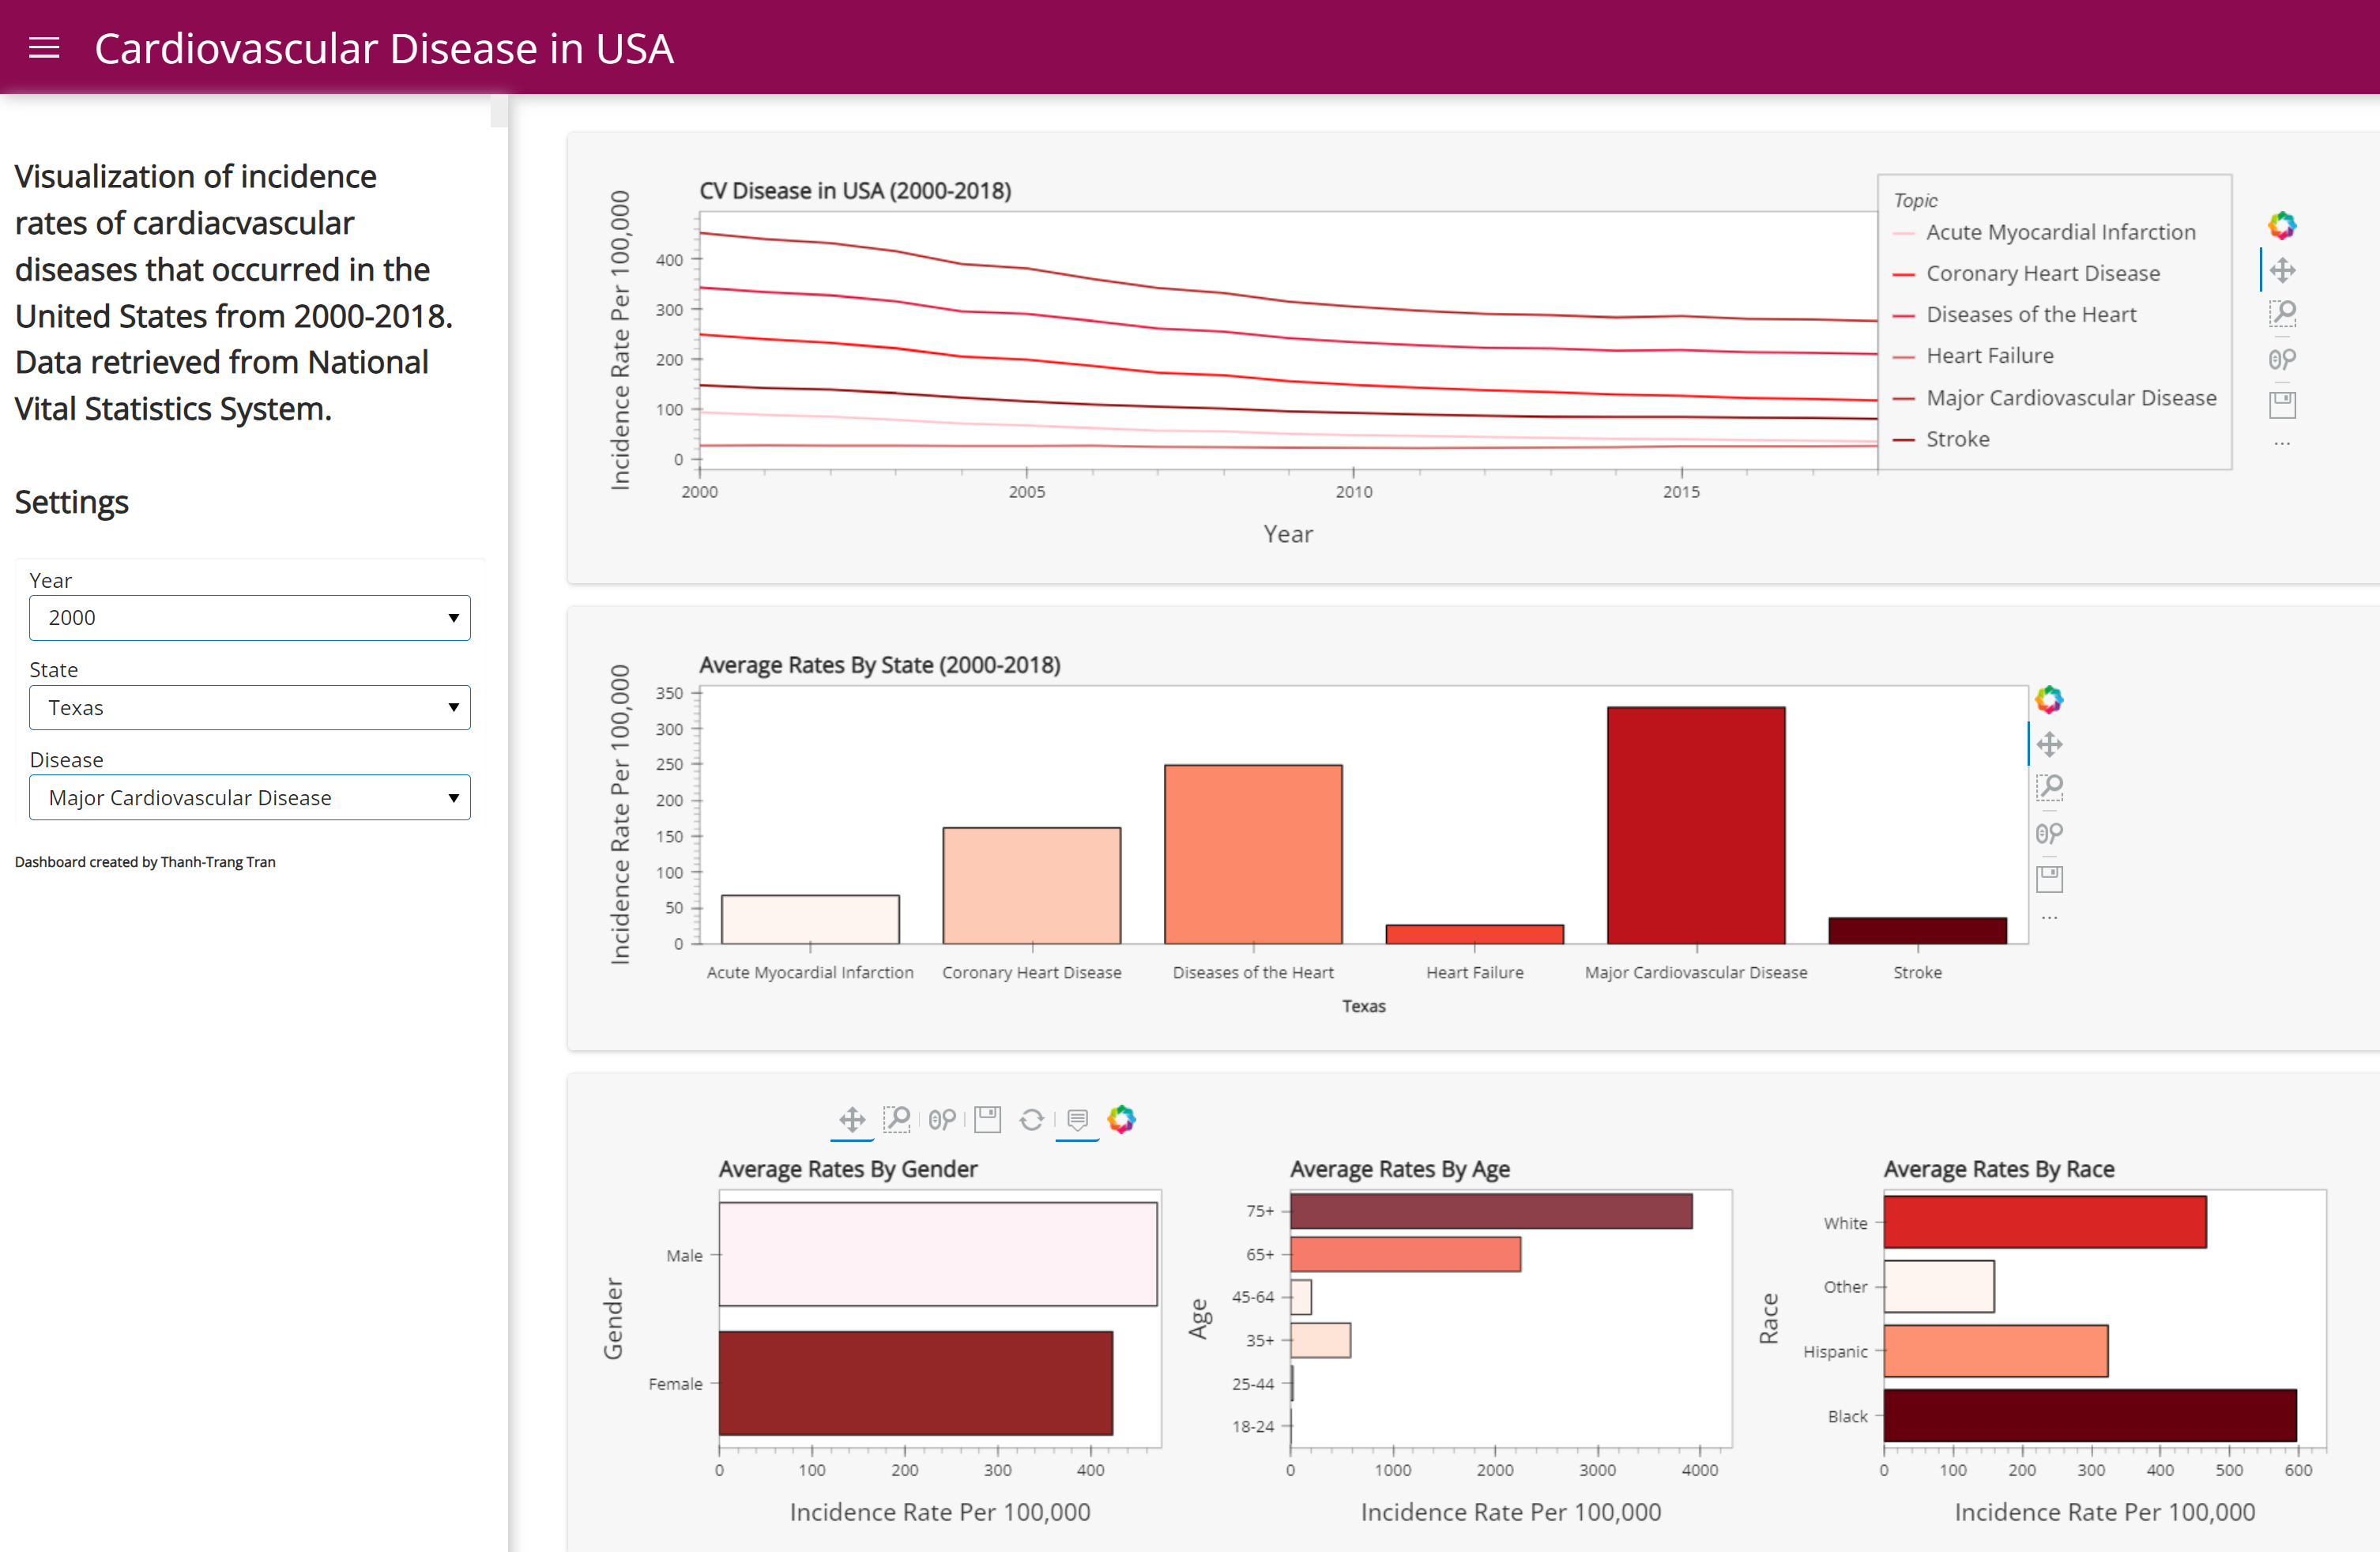 Cardiovascular Disease in USA
Visualization of incidence
rates of cardiacvascular
diseases that occurred in the
United States from 2000-2018.
Data retrieved from National
Vital Statistics System.
Settings
Year
2000
State
Texas
Disease
Major Cardiovascular Disease
Dashboard created by Thanh-Trang Tran
CV Disease in USA (2000-2018)
Incidence Rate Per 100,000
400
300
200
100
0
2000 2005 2010 2015
Year
Topic
Acute Myocardial Infarction
Coronary Heart Disease
Diseases of the Heart
Heart Failure
Major Cardiovascular Disease
Stroke
...
Average Rates By State (2000-2018)
Incidence Rate Per 100,000
350
300
250
200
150
100
50
0
Acute Myocardial Infarction Coronary Heart Disease Diseases of the Heart Heart Failure Major Cardiovascular Disease Stroke
Texas
...
Average Rates By Gender
Gender
Male
Female
0 100 200 300 400
Incidence Rate Per 100,000
Average Rates By Age
Age
75+
65+
45-64
35+
25-44
18-24
0 1000 2000 3000 4000
Incidence Rate Per 100,000
Average Rates By Race
Race
White
Other
Hispanic
Black
0 100 200 300 400 500 600
Incidence Rate Per 100,000